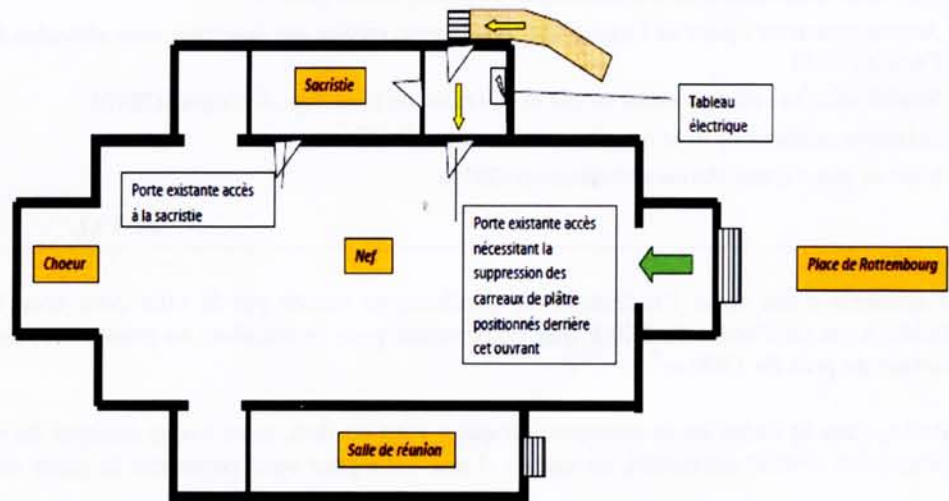 Sacristie
Tableau
électrique
Porte existante accès
à la sacristie
Porte existante accès
nécessitant la
suppression des
carreaux de plâtre
positionnés derrière
cet ouvrant
Choeur
Nef
Place de Rottembourg
Salle de réunion